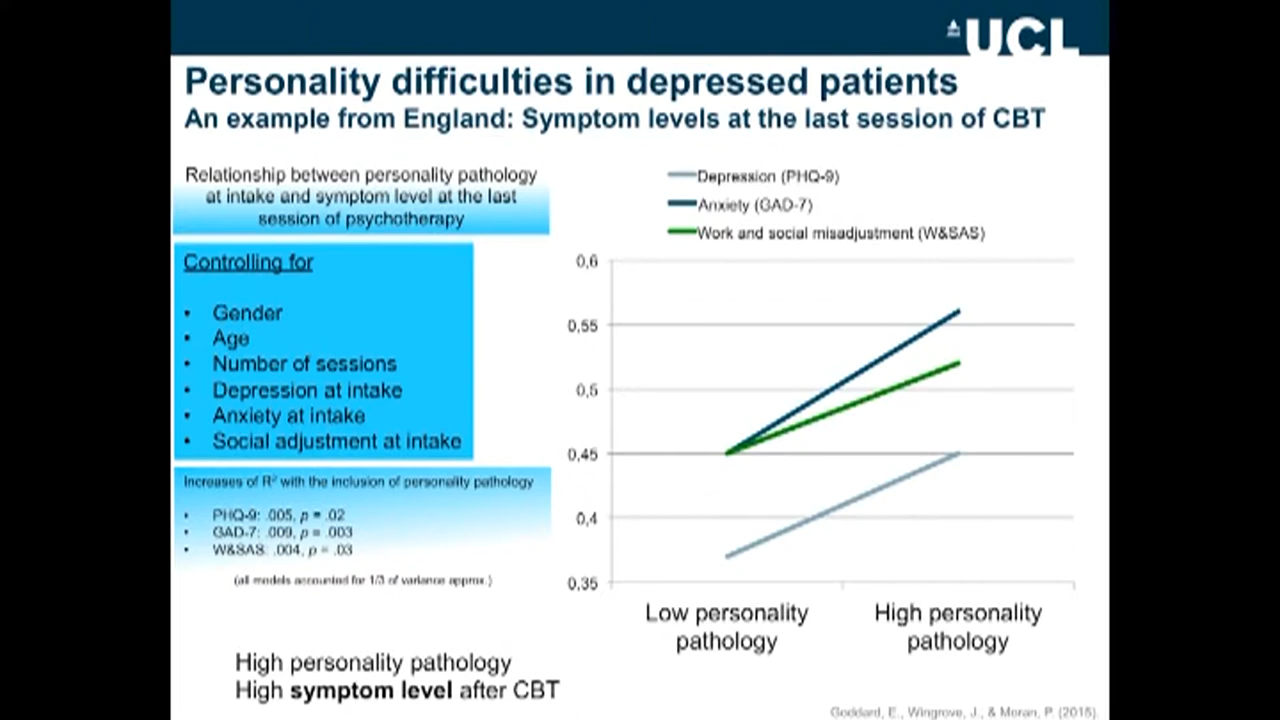 UCL
Personality difficulties in depressed patients
An example from England: Symptom levels at the last session of CBT
Relationship between personality pathology
at intake and symptom level at the last
session of psychotherapy
Controlling for
• Gender
• Age
• Number of sessions
• Depression at intake
• Anxiety at intake
• Social adjustment at intake
Increases of R² with the inclusion of personality pathology
• PHQ-9: .005, p = .02
• GAD-7: .009, p = .003
• W&SAS: .004, p = .03
(all models accounted for 1/3 of variance approx.)
High personality pathology
High symptom level after CBT
Depression (PHQ-9)
Anxiety (GAD-7)
Work and social misadjustment (W&SAS)
0,6
0,55
0,5
0,45
0,4
0,35
Low personality
pathology
High personality
pathology
Goddard, E., Wingrove, J., & Moran, P. (2015).